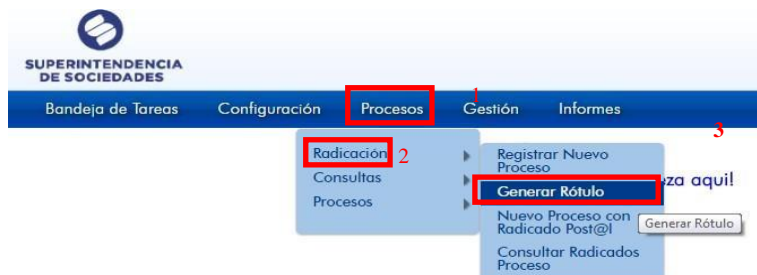 SUPERINTENDENCIA
DE SOCIEDADES
Bandeja de Tareas Configuración Procesos Gestión Informes
1
3
Radicación 2
Consultas
Procesos
Registrar Nuevo
Proceso
Generar Rótulo
Nuevo Proceso con
Radicado Post@l
Consultar Radicados
Proceso
za aqui!
Generar Rótulo